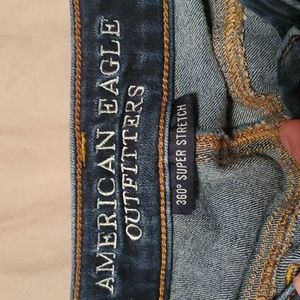 AMERICAN EAGLE
OUTFITTERS
360° SUPER STRETCH